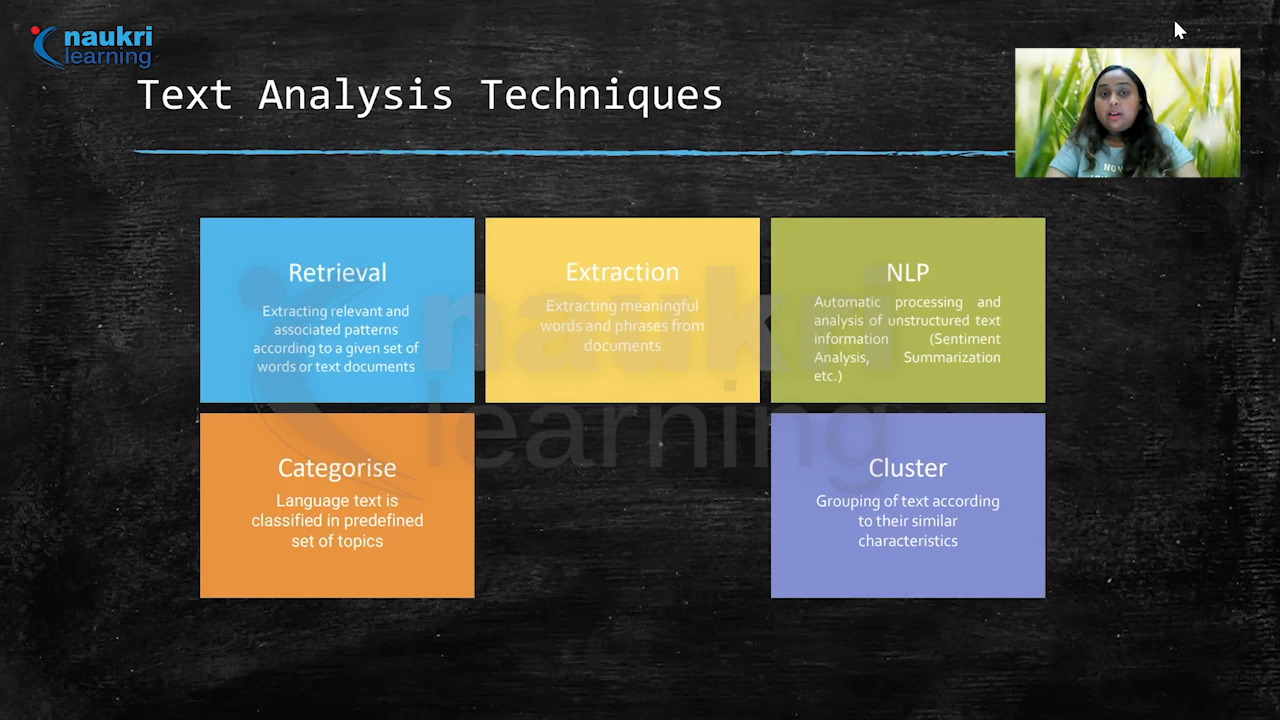 naukri
learning
Text Analysis Techniques
Retrieval
Extracting relevant and
associated patterns
according to a given set of
words or text documents
Extraction
Extracting meaningful
words and phrases from
documents
NLP
Automatic processing and
analysis of unstructured text
information (Sentiment
Analysis, Summarization
etc.)
naukri
learning
Categorise
Language text is
classified in predefined
set of topics
Cluster
Grouping of text according
to their similar
characteristics